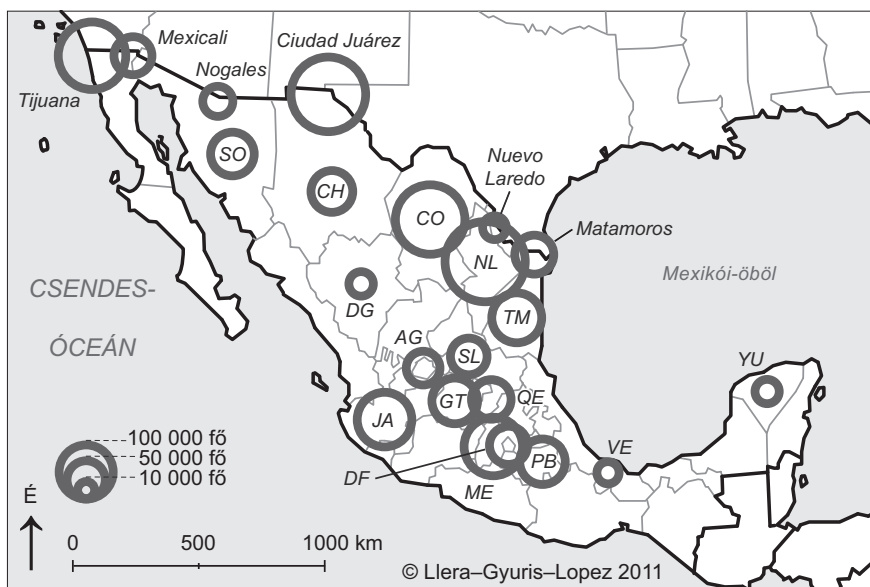 Mexicali
Ciudad Juárez
Nogales
Tijuana
SO
CH
Nuevo
Laredo
CO
Matamoros
NL
Mexikói-öböl
CSENDES-
ÓCEÁN
DG
TM
AG
SL
YU
GT
QE
JA
100 000 fő
50 000 fő
10 000 fő
DF
ME
PB
VE
É
0 500 1000 km
© Llera–Gyuris–Lopez 2011